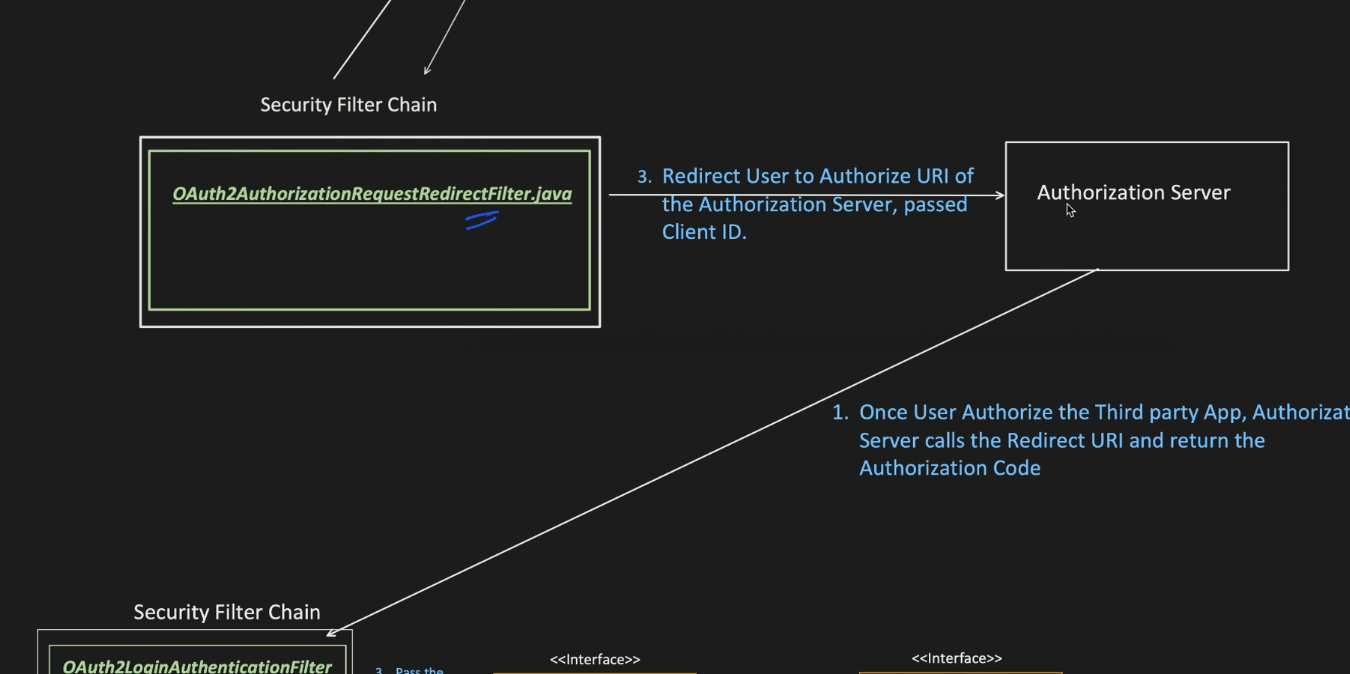 Security Filter Chain
OAuth2AuthorizationRequestRedirectFilter.java
3. Redirect User to Authorize URI of
the Authorization Server, passed
Client ID.
Authorization Server
1. Once User Authorize the Third party App, Authorizat
Server calls the Redirect URI and return the
Authorization Code
Security Filter Chain
OAuth2LoginAuthenticationFilter
3. Pass the
<<Interface>>
<<Interface>>